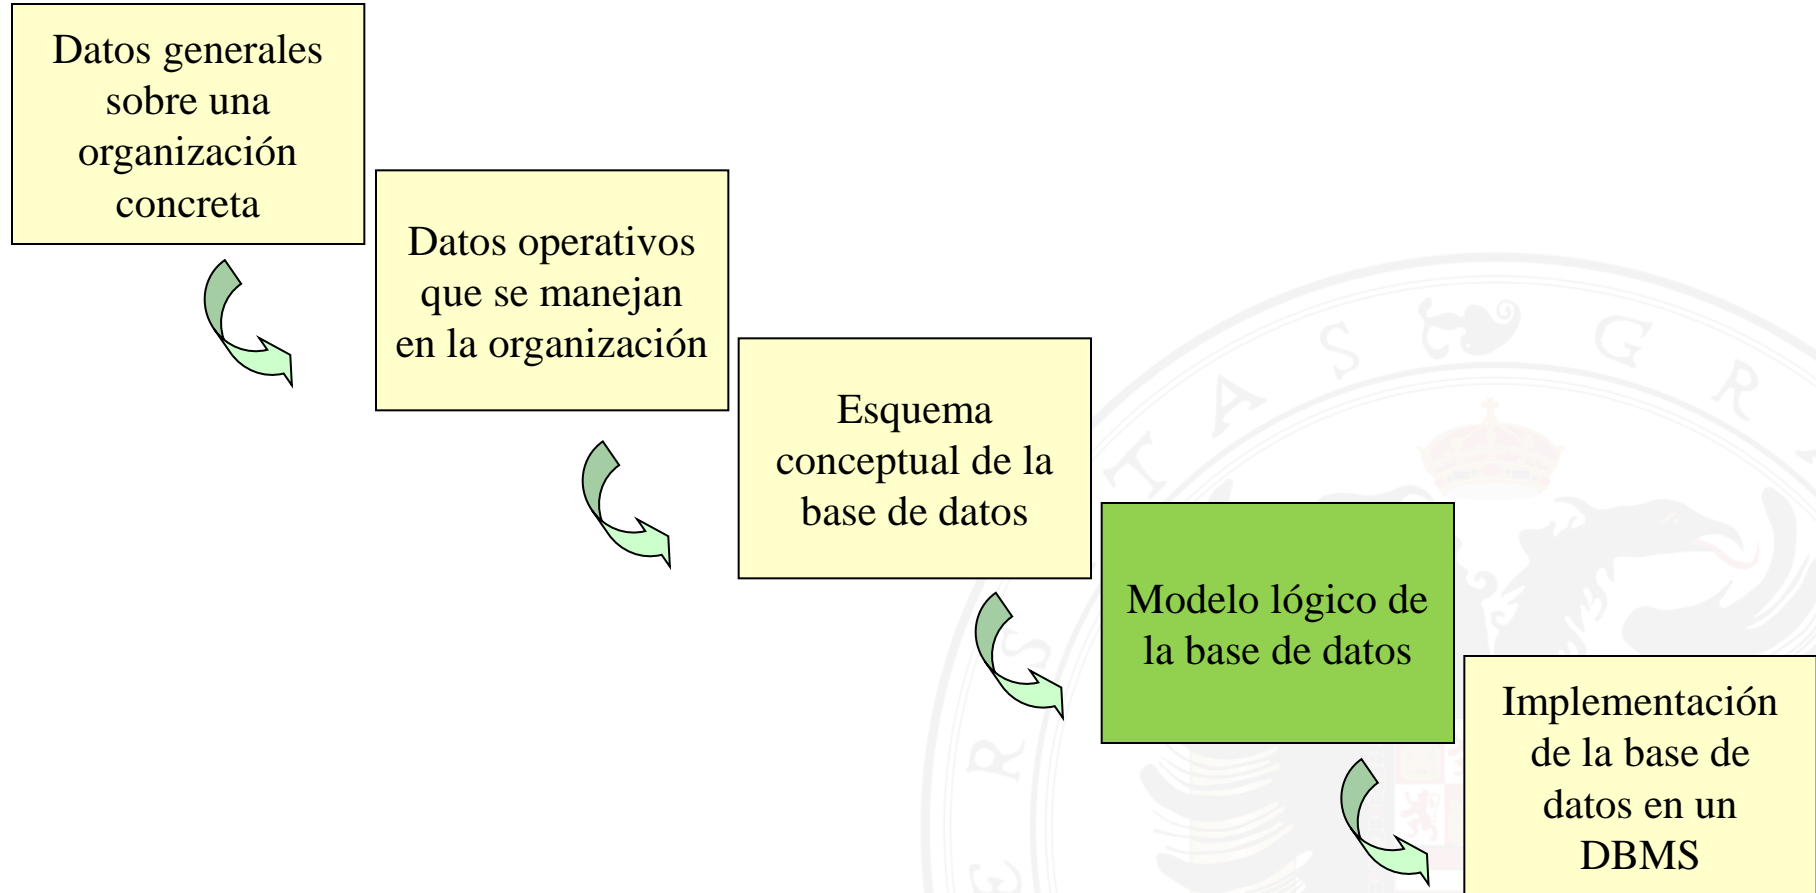 Datos generales
sobre una
organización
concreta
Datos operativos
que se manejan
en la organización
Esquema
conceptual de la
base de datos
Modelo lógico de
la base de datos
Implementación
de la base de
datos en un
DBMS
E R S I T A S G R A